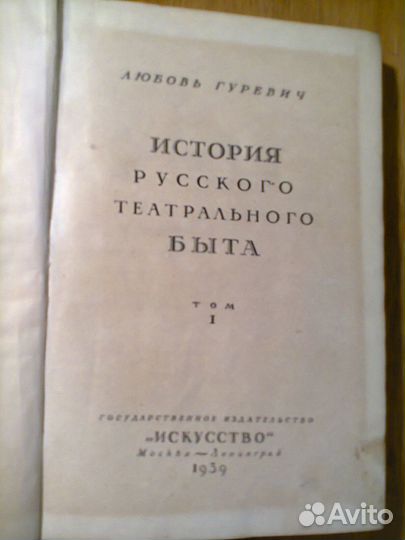 ЛЮБОВЬ ГУРЕВИЧ
ИСТОРИЯ
РУССКОГО
ТЕАТРАЛЬНОГО
БЫТА
ТОМ
I
ГОСУДАРСТВЕННОЕ ИЗДАТЕЛЬСТВО
„ИСКУССТВО“
Москва — Ленинград
1939
Avito